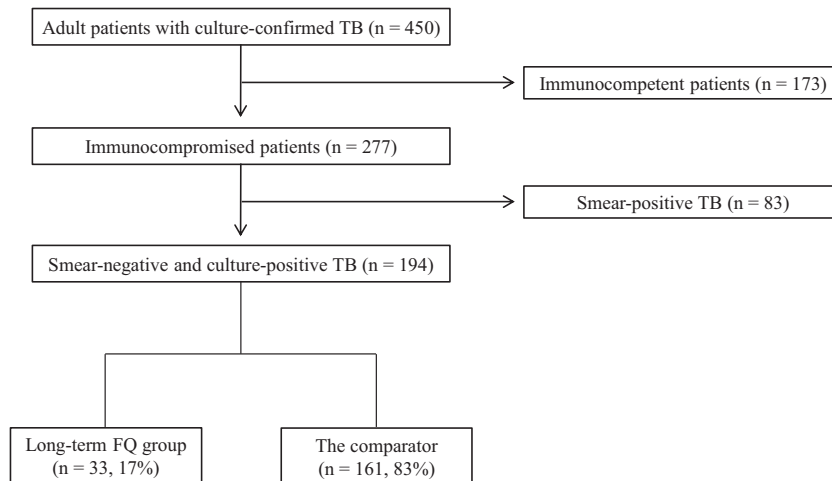 Adult patients with culture-confirmed TB (n = 450)
Immunocompetent patients (n = 173)
Immunocompromised patients (n = 277)
Smear-positive TB (n = 83)
Smear-negative and culture-positive TB (n = 194)
Long-term FQ group
(n = 33, 17%)
The comparator
(n = 161, 83%)